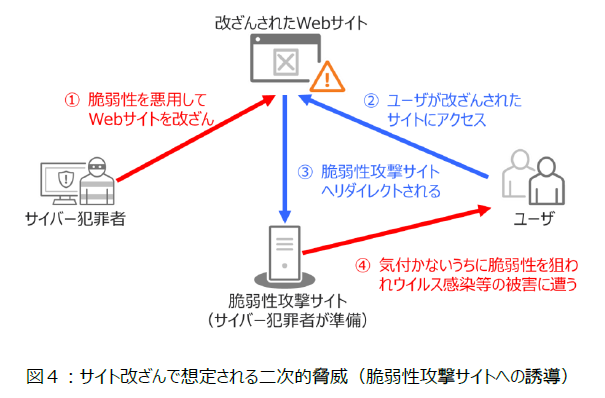 改ざんされたWebサイト
① 脆弱性を悪用して
Webサイトを改ざん
② ユーザが改ざんされた
サイトにアクセス
③ 脆弱性攻撃サイト
へリダイレクトされる
サイバー犯罪者
ユーザ
④ 気付かないうちに脆弱性を狙わ
れウイルス感染等の被害に遭う
脆弱性攻撃サイト
（サイバー犯罪者が準備）
図４：サイト改ざんで想定される二次的脅威（脆弱性攻撃サイトへの誘導）